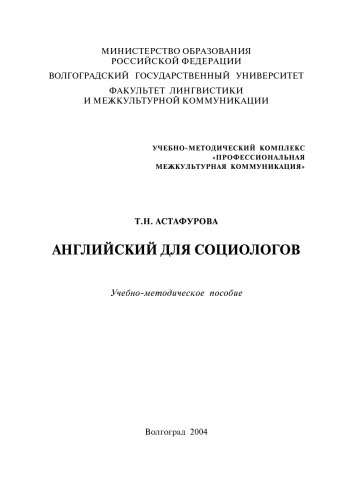 МИНИСТЕРСТВО ОБРАЗОВАНИЯ
РОССИЙСКОЙ ФЕДЕРАЦИИ
ВОЛГОГРАДСКИЙ ГОСУДАРСТВЕННЫЙ УНИВЕРСИТЕТ
ФАКУЛЬТЕТ ЛИНГВИСТИКИ
И МЕЖКУЛЬТУРНОЙ КОММУНИКАЦИИ
УЧЕБНО-МЕТОДИЧЕСКИЙ КОМПЛЕКС
«ПРОФЕССИОНАЛЬНАЯ
МЕЖКУЛЬТУРНАЯ КОММУНИКАЦИЯ»
Т.Н. АСТАФУРОВА
АНГЛИЙСКИЙ ДЛЯ СОЦИОЛОГОВ
Учебно-методическое пособие
Волгоград 2004